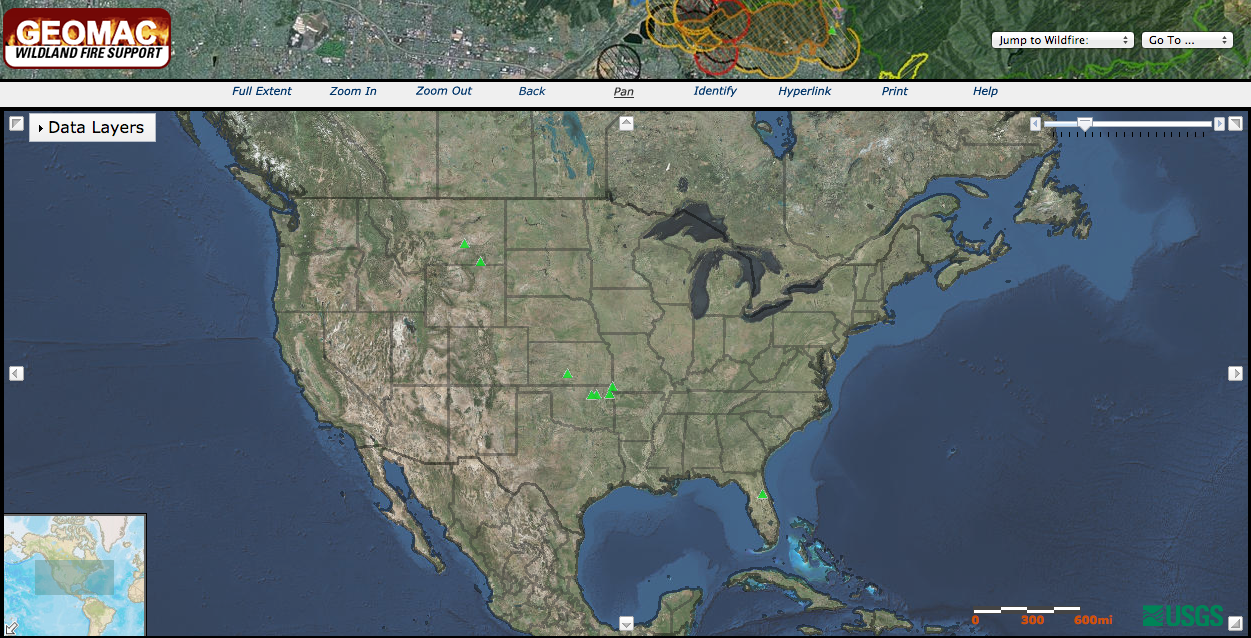 GEOMAC
WILDLAND FIRE SUPPORT
Jump to Wildfire:
Go To ...
Full Extent
Zoom In
Zoom Out
Back
Pan
Identify
Hyperlink
Print
Help
Data Layers
0 300 600mi
USGS